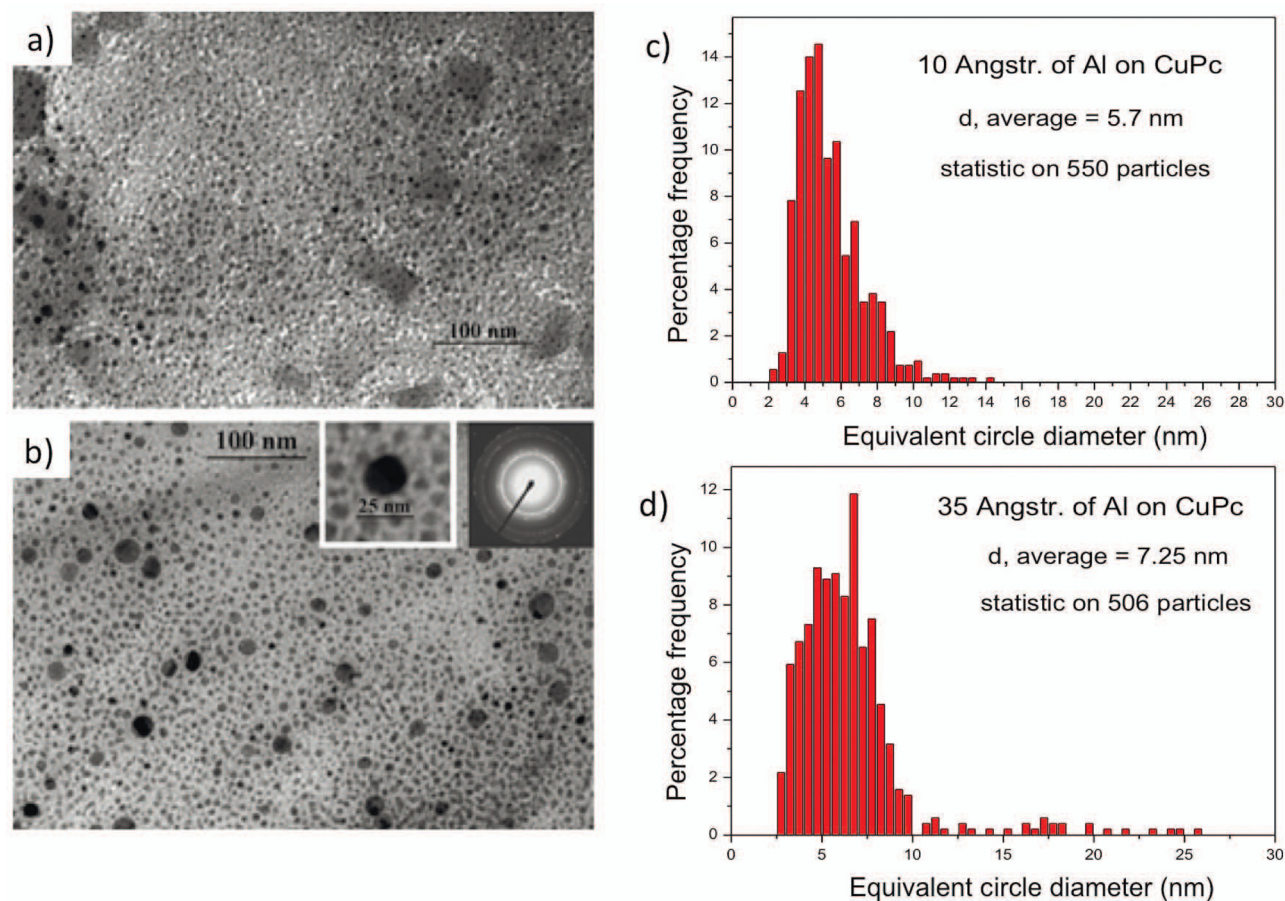 a)
100 nm
b)
100 nm
25 nm
c)
10 Angstr. of Al on CuPc
d, average = 5.7 nm
statistic on 550 particles
Percentage frequency
14
12
10
8
6
4
2
0
0 2 4 6 8 10 12 14 16 18 20 22 24 26 28 30
Equivalent circle diameter (nm)
d)
35 Angstr. of Al on CuPc
d, average = 7.25 nm
statistic on 506 particles
Percentage frequency
12
10
8
6
4
2
0
0 5 10 15 20 25 30
Equivalent circle diameter (nm)